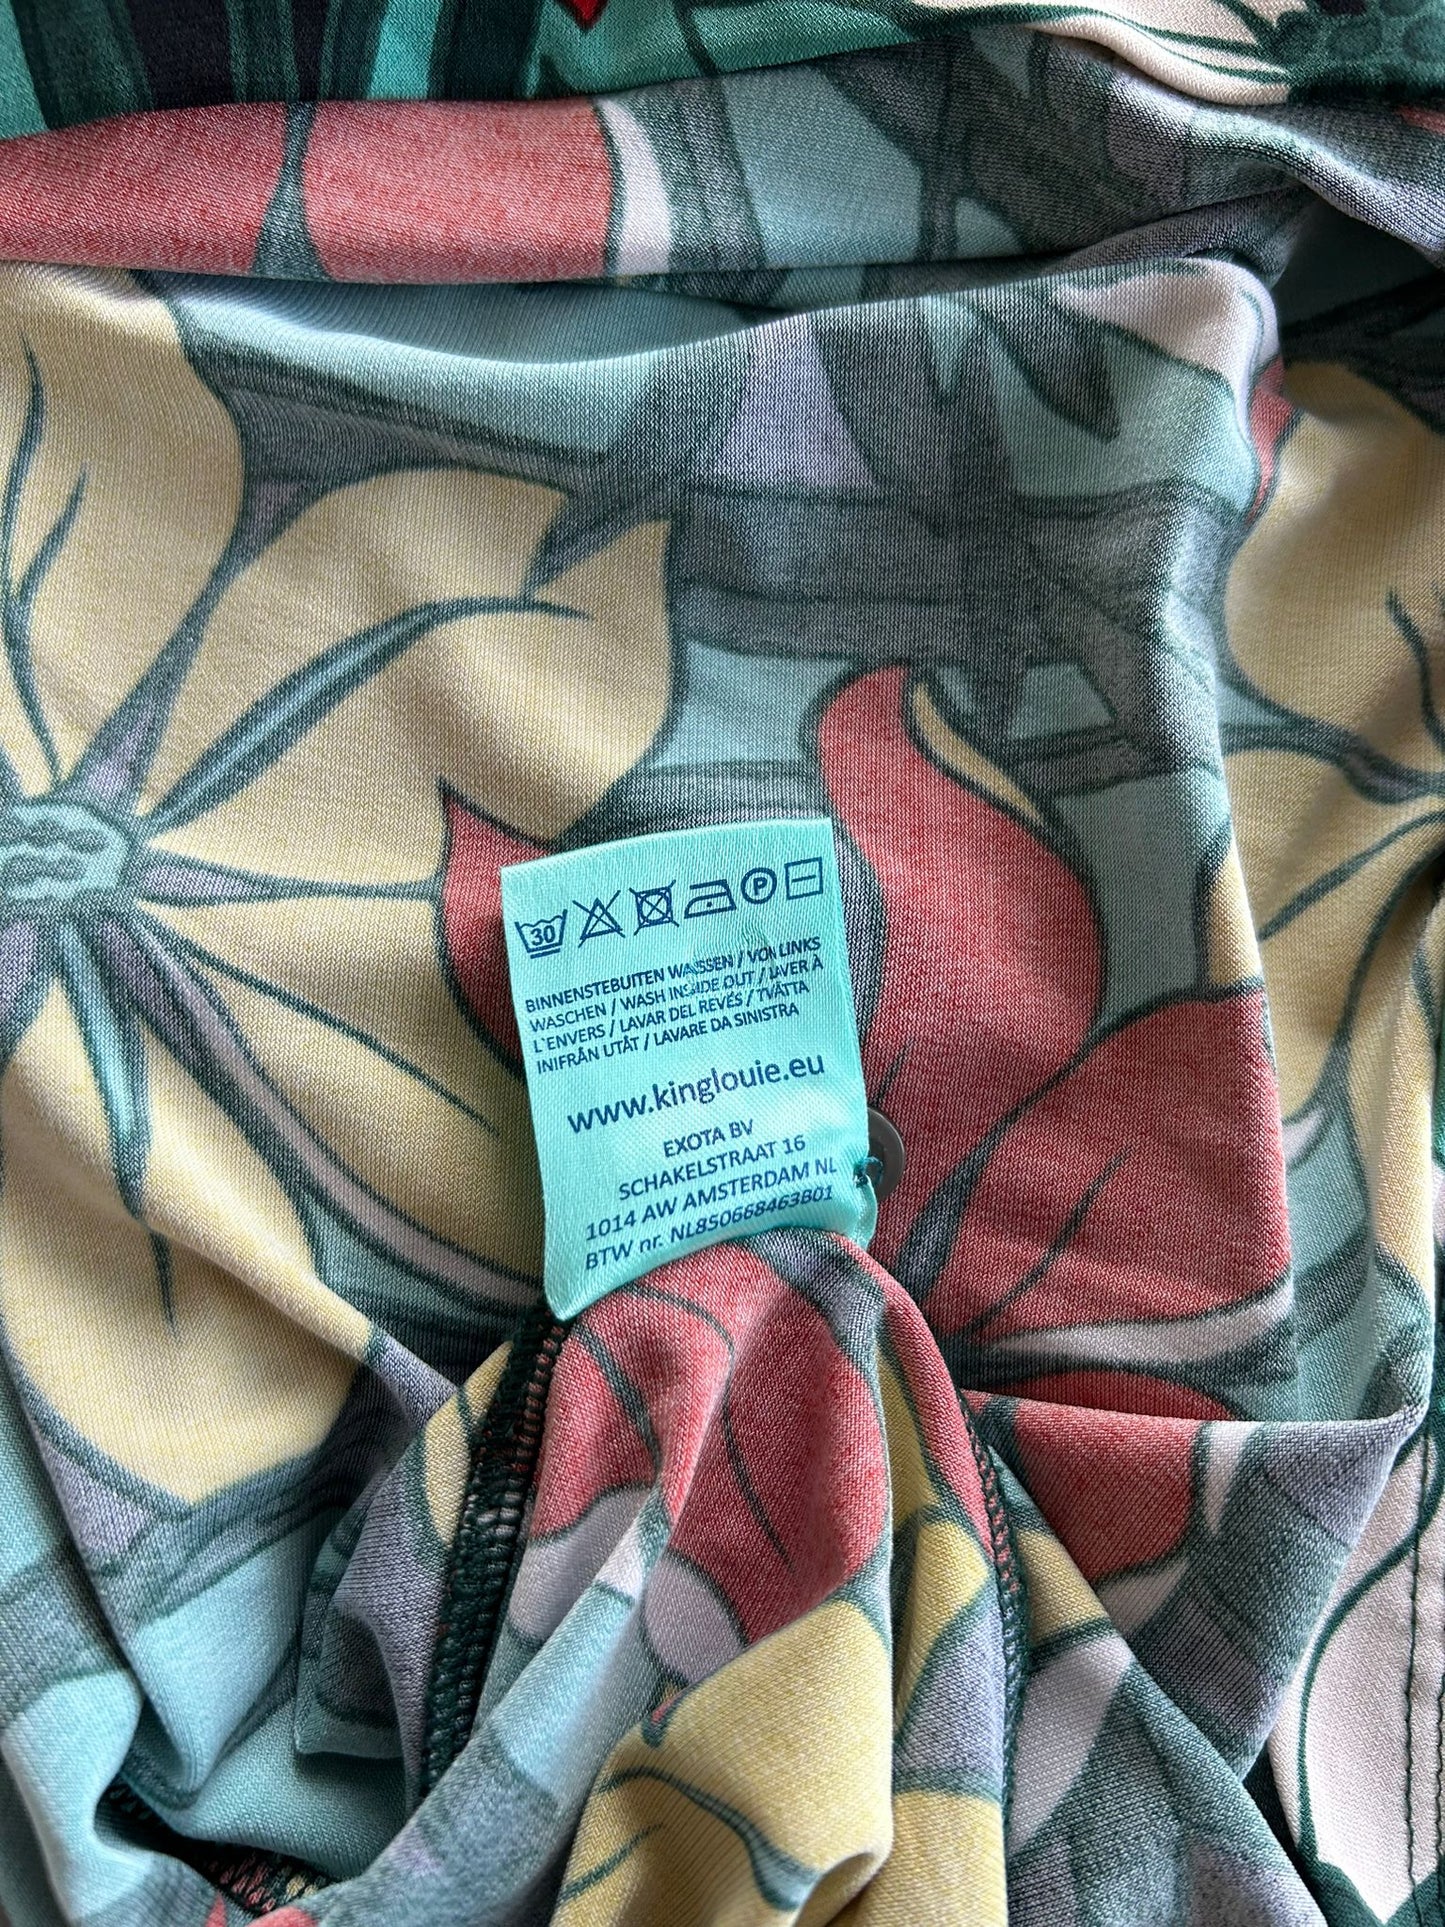 30 P
BINNENSTEBUITEN WASSEN / VON LINKS
WASCHEN / WASH INSIDE OUT / LAVER À
L'ENVERS / LAVAR DEL REVÉS / TVÄTTA
INIFRÅN UTÅT / LAVARE DA SINISTRA
www.kinglouie.eu
EXOTA BV
SCHAKELSTRAAT 16
1014 AW AMSTERDAM NL
BTW nr. NL850668463B01